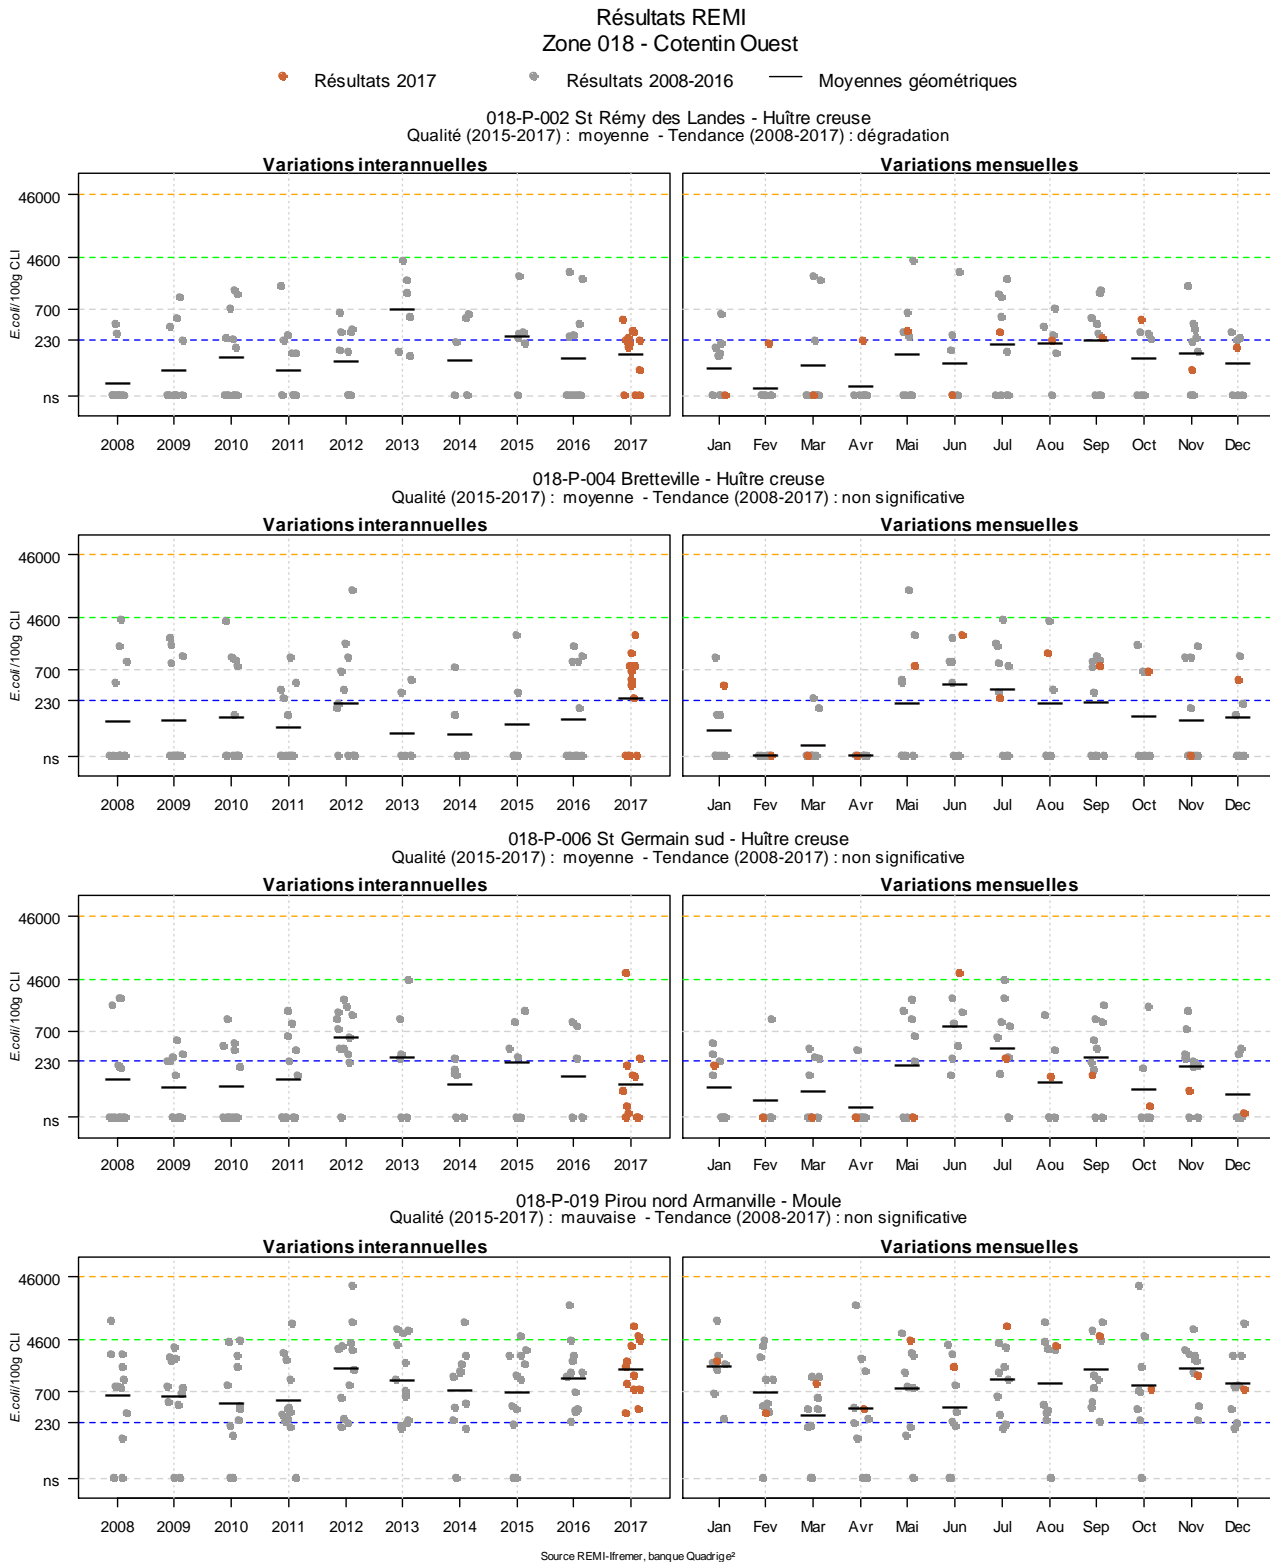 Résultats REMI
Zone 018 - Cotentin Ouest
Résultats 2017 Résultats 2008-2016 Moyennes géométriques
018-P-002 St Rémy des Landes - Huître creuse
Qualité (2015-2017) : moyenne - Tendance (2008-2017) : dégradation
Variations interannuelles Variations mensuelles
E.coli/100g CLI
46000
4600
700
230
ns
2008 2009 2010 2011 2012 2013 2014 2015 2016 2017 Jan Fev Mar Avr Mai Jun Jul Aou Sep Oct Nov Dec
018-P-004 Bretteville - Huître creuse
Qualité (2015-2017) : moyenne - Tendance (2008-2017) : non significative
Variations interannuelles Variations mensuelles
E.coli/100g CLI
46000
4600
700
230
ns
2008 2009 2010 2011 2012 2013 2014 2015 2016 2017 Jan Fev Mar Avr Mai Jun Jul Aou Sep Oct Nov Dec
018-P-006 St Germain sud - Huître creuse
Qualité (2015-2017) : moyenne - Tendance (2008-2017) : non significative
Variations interannuelles Variations mensuelles
E.coli/100g CLI
46000
4600
700
230
ns
2008 2009 2010 2011 2012 2013 2014 2015 2016 2017 Jan Fev Mar Avr Mai Jun Jul Aou Sep Oct Nov Dec
018-P-019 Pirou nord Armanville - Moule
Qualité (2015-2017) : mauvaise - Tendance (2008-2017) : non significative
Variations interannuelles Variations mensuelles
E.coli/100g CLI
46000
4600
700
230
ns
2008 2009 2010 2011 2012 2013 2014 2015 2016 2017 Jan Fev Mar Avr Mai Jun Jul Aou Sep Oct Nov Dec
Source REMI-Ifremer, banque Quadrige²